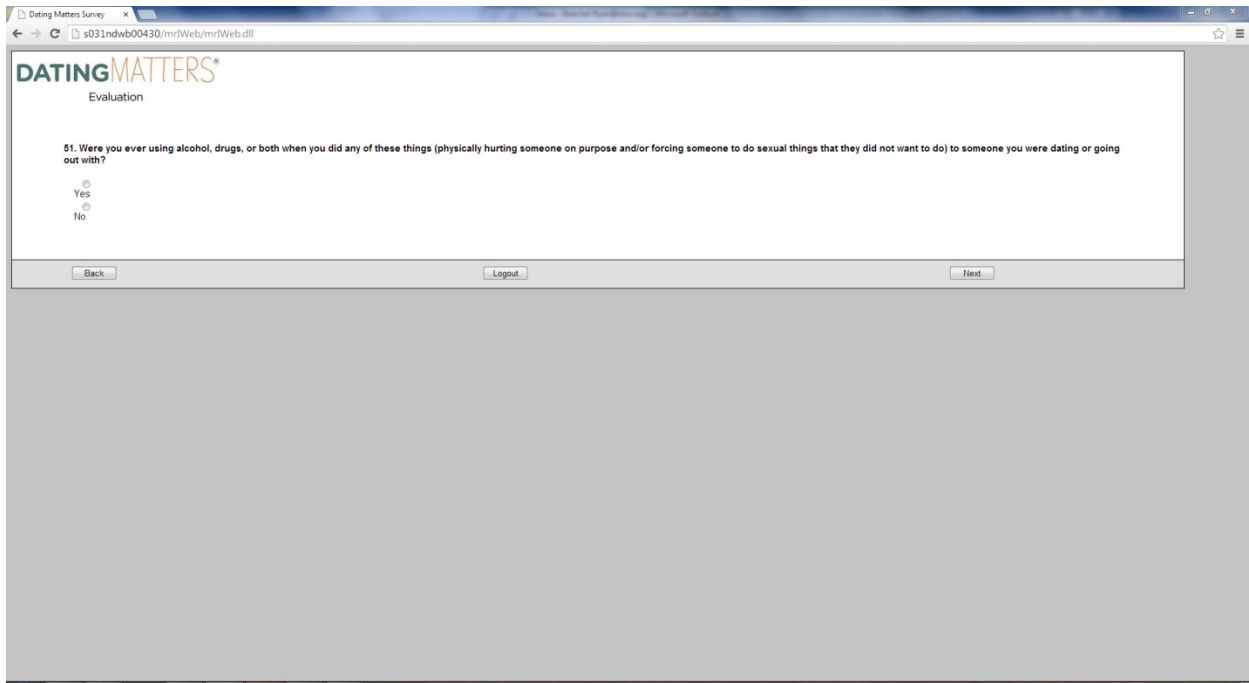 Dating Matters Survey
s031ndwb00430/mrIWeb/mrIWeb.dll
DATINGMATTERS®
Evaluation
51. Were you ever using alcohol, drugs, or both when you did any of these things (physically hurting someone on purpose and/or forcing someone to do sexual things that they did not want to do) to someone you were dating or going
out with?
Yes
No
Back Logout Next